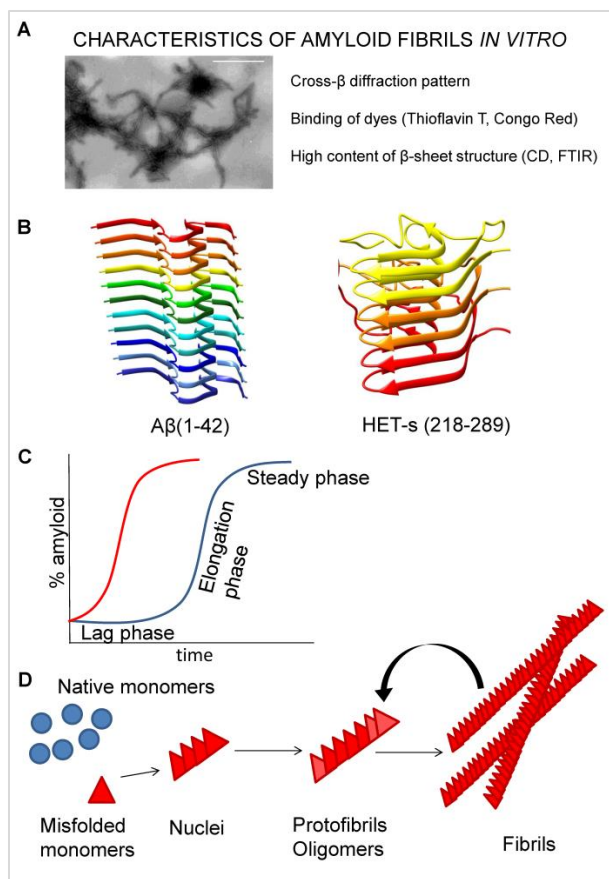 A
CHARACTERISTICS OF AMYLOID FIBRILS IN VITRO
Cross-β diffraction pattern
Binding of dyes (Thioflavin T, Congo Red)
High content of β-sheet structure (CD, FTIR)
B
Aβ(1-42)
HET-s (218-289)
C
% amyloid
Lag phase
Elongation
phase
Steady phase
time
D
Native monomers
Misfolded
monomers
Nuclei
Protofibrils
Oligomers
Fibrils